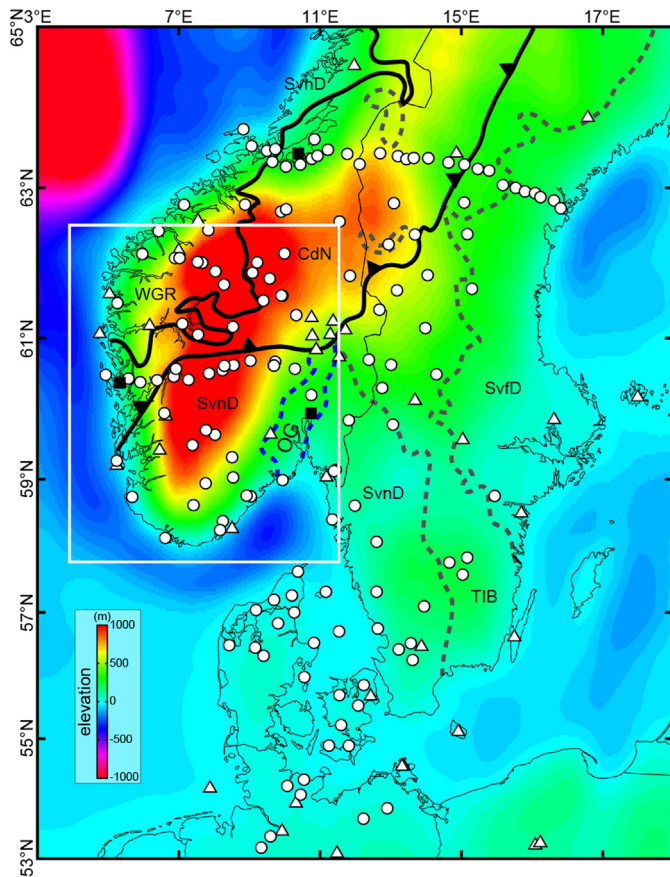 3°E 7°E 11°E 15°E 17°E
65°N
SvnD
63°N
CdN
WGR
61°N
SvfD
SvnD
OG
59°N
SvnD
TIB
57°N
(m)
1000
500
0
-500
-1000
elevation
55°N
53°N